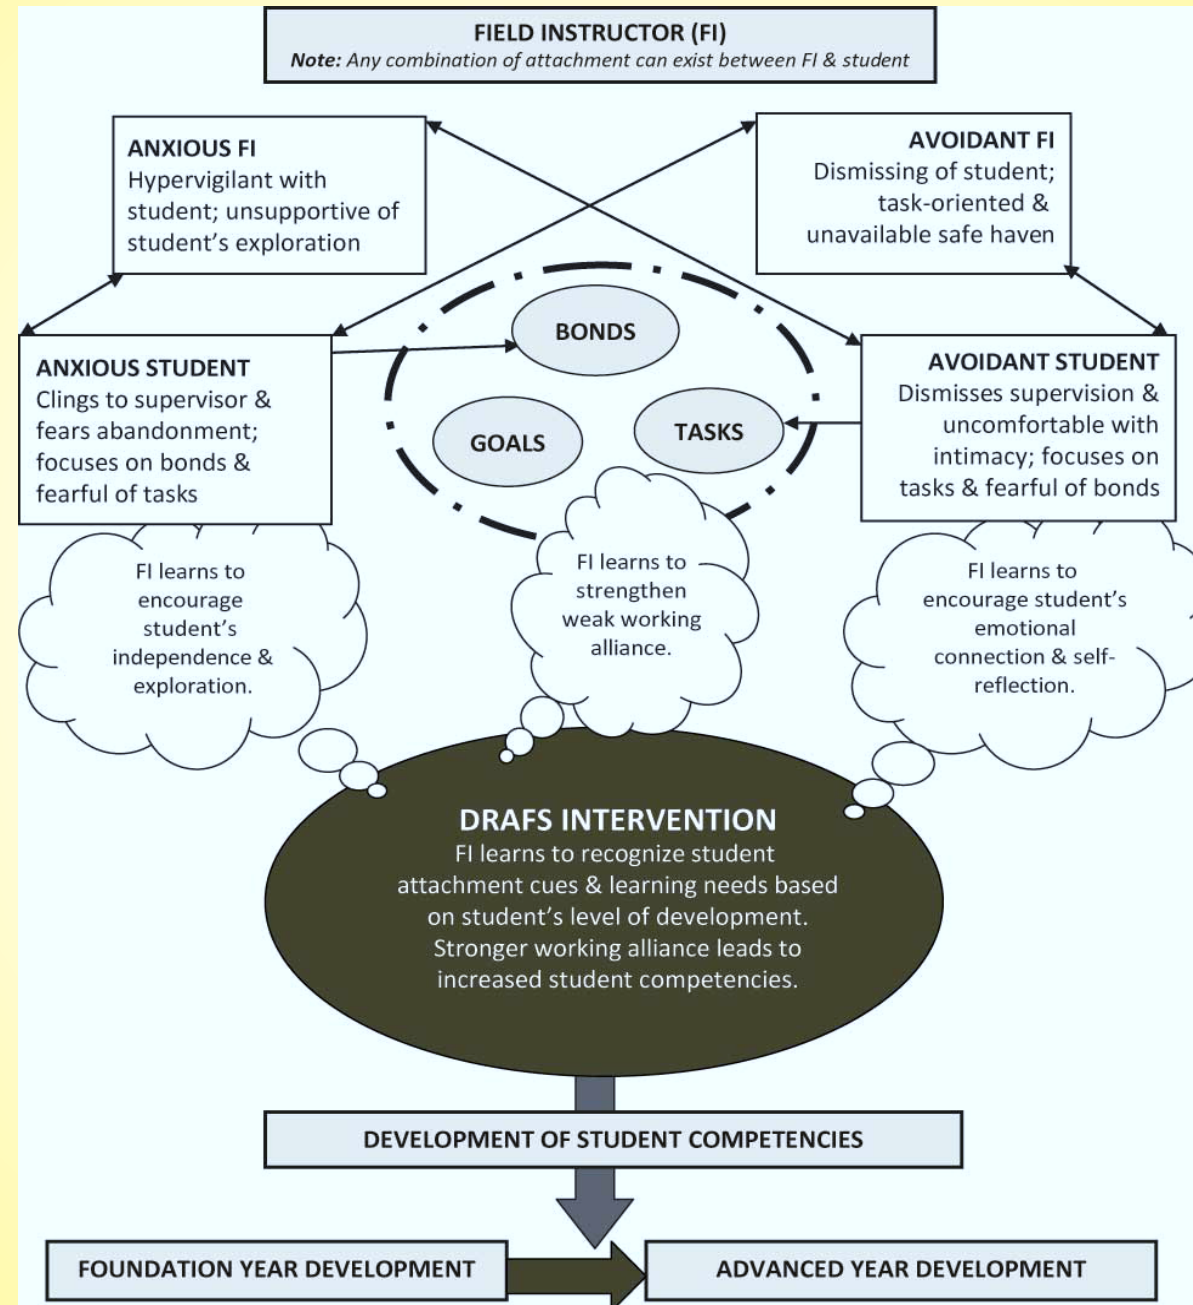 FIELD INSTRUCTOR (FI)
Note: Any combination of attachment can exist between FI & student
ANXIOUS FI
Hypervigilant with
student; unsupportive of
student’s exploration
AVOIDANT FI
Dismissing of student;
task-oriented &
unavailable safe haven
BONDS
GOALS
TASKS
ANXIOUS STUDENT
Clings to supervisor &
fears abandonment;
focuses on bonds &
fearful of tasks
AVOIDANT STUDENT
Dismisses supervision &
uncomfortable with
intimacy; focuses on
tasks & fearful of bonds
FI learns to
encourage
student’s
independence &
exploration.
FI learns to
strengthen
weak working
alliance.
FI learns to
encourage student’s
emotional
connection & self-
reflection.
DRAFS INTERVENTION
FI learns to recognize student
attachment cues & learning needs based
on student’s level of development.
Stronger working alliance leads to
increased student competencies.
DEVELOPMENT OF STUDENT COMPETENCIES
FOUNDATION YEAR DEVELOPMENT
ADVANCED YEAR DEVELOPMENT